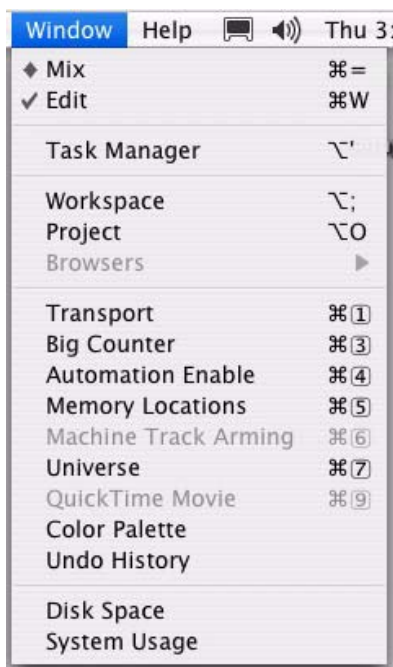 Window Help Thu 3:
Mix ⌘=
Edit ⌘W
Task Manager ⌥'
Workspace ⌥;
Project ⌥O
Browsers
Transport ⌘1
Big Counter ⌘3
Automation Enable ⌘4
Memory Locations ⌘5
Machine Track Arming ⌘6
Universe ⌘7
QuickTime Movie ⌘9
Color Palette
Undo History
Disk Space
System Usage